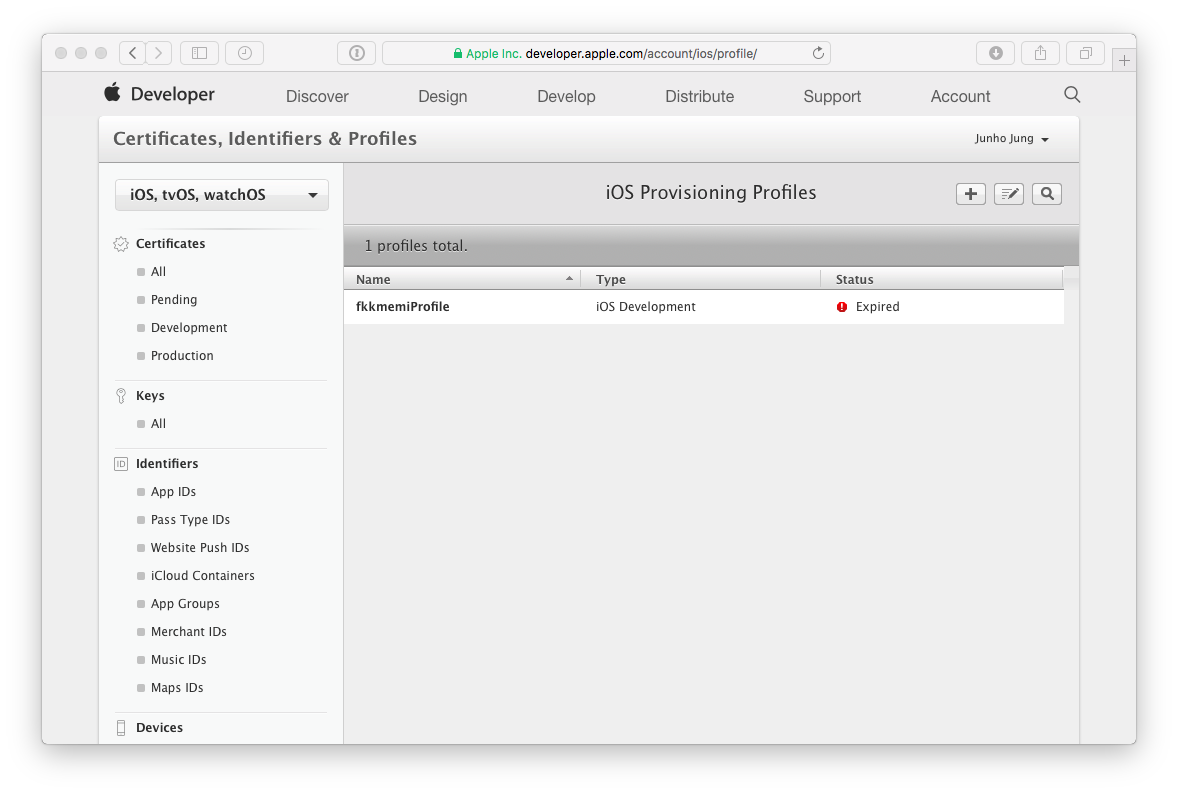 Apple Inc. developer.apple.com/account/ios/profile/
Developer Discover Design Develop Distribute Support Account
Certificates, Identifiers & Profiles
Junho Jung
iOS, tvOS, watchOS
Certificates
All
Pending
Development
Production
Keys
All
ID Identifiers
App IDs
Pass Type IDs
Website Push IDs
iCloud Containers
App Groups
Merchant IDs
Music IDs
Maps IDs
Devices
iOS Provisioning Profiles
1 profiles total.
Name Type Status
fkkmemiProfile iOS Development Expired